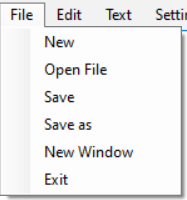 File Edit Text
New
Open File
Save
Save as
New Window
Exit